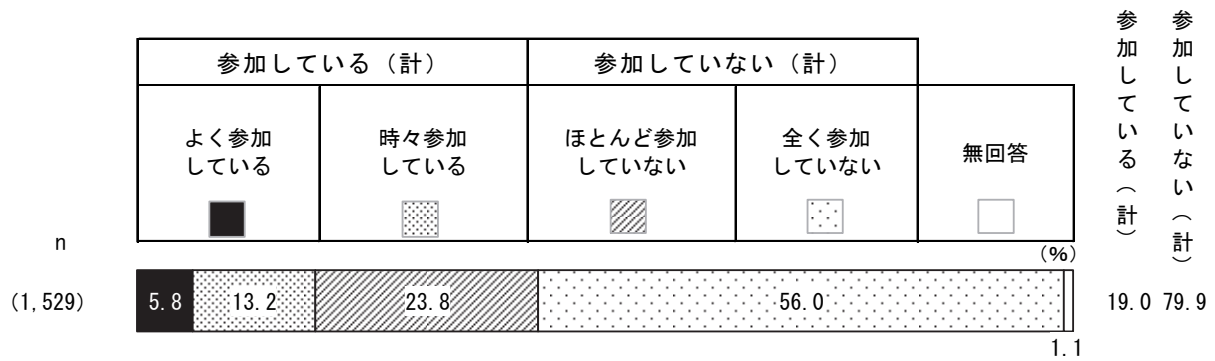 参加している（計）
参加していない（計）
よく参加
している
時々参加
している
ほとんど参加
していない
全く参加
していない
無回答
参加している（計）
参加していない（計）
n
(%)
(1,529)
5.8
13.2
23.8
56.0
1.1
19.0
79.9